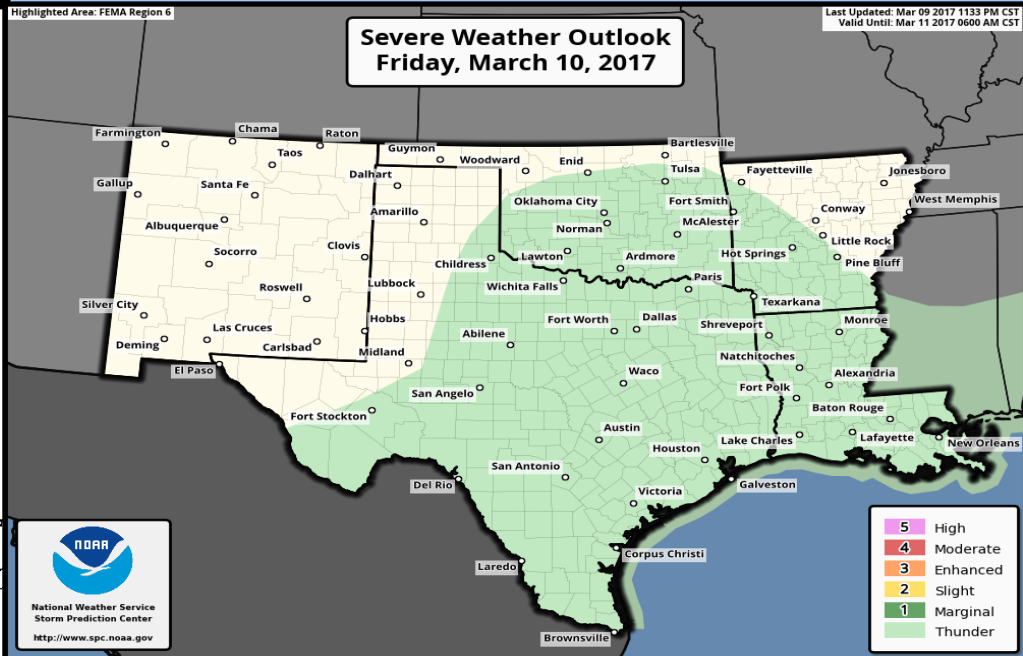 Highlighted Area: FEMA Region 6
Last Updated: Mar 09 2017 1133 PM CST
Valid Until: Mar 11 2017 0600 AM CST
Severe Weather Outlook
Friday, March 10, 2017
Farmington
Chama
Raton
Taos
Guymon
Woodward
Enid
Bartlesville
Tulsa
Fayetteville
Jonesboro
Gallup
Santa Fe
Dalhart
Oklahoma City
Fort Smith
West Memphis
Albuquerque
Amarillo
Norman
McAlester
Conway
Little Rock
Socorro
Clovis
Childress
Lawton
Ardmore
Hot Springs
Pine Bluff
Roswell
Lubbock
Wichita Falls
Paris
Texarkana
Silver City
Las Cruces
Hobbs
Abilene
Fort Worth
Dallas
Shreveport
Monroe
Deming
Carlsbad
Midland
Natchitoches
El Paso
San Angelo
Waco
Fort Polk
Alexandria
Fort Stockton
Baton Rouge
Austin
Houston
Lake Charles
Lafayette
New Orleans
Del Rio
San Antonio
Victoria
Galveston
Laredo
Corpus Christi
Brownsville
NOAA
National Weather Service
Storm Prediction Center
http://www.spc.noaa.gov
5 High
4 Moderate
3 Enhanced
2 Slight
1 Marginal
Thunder